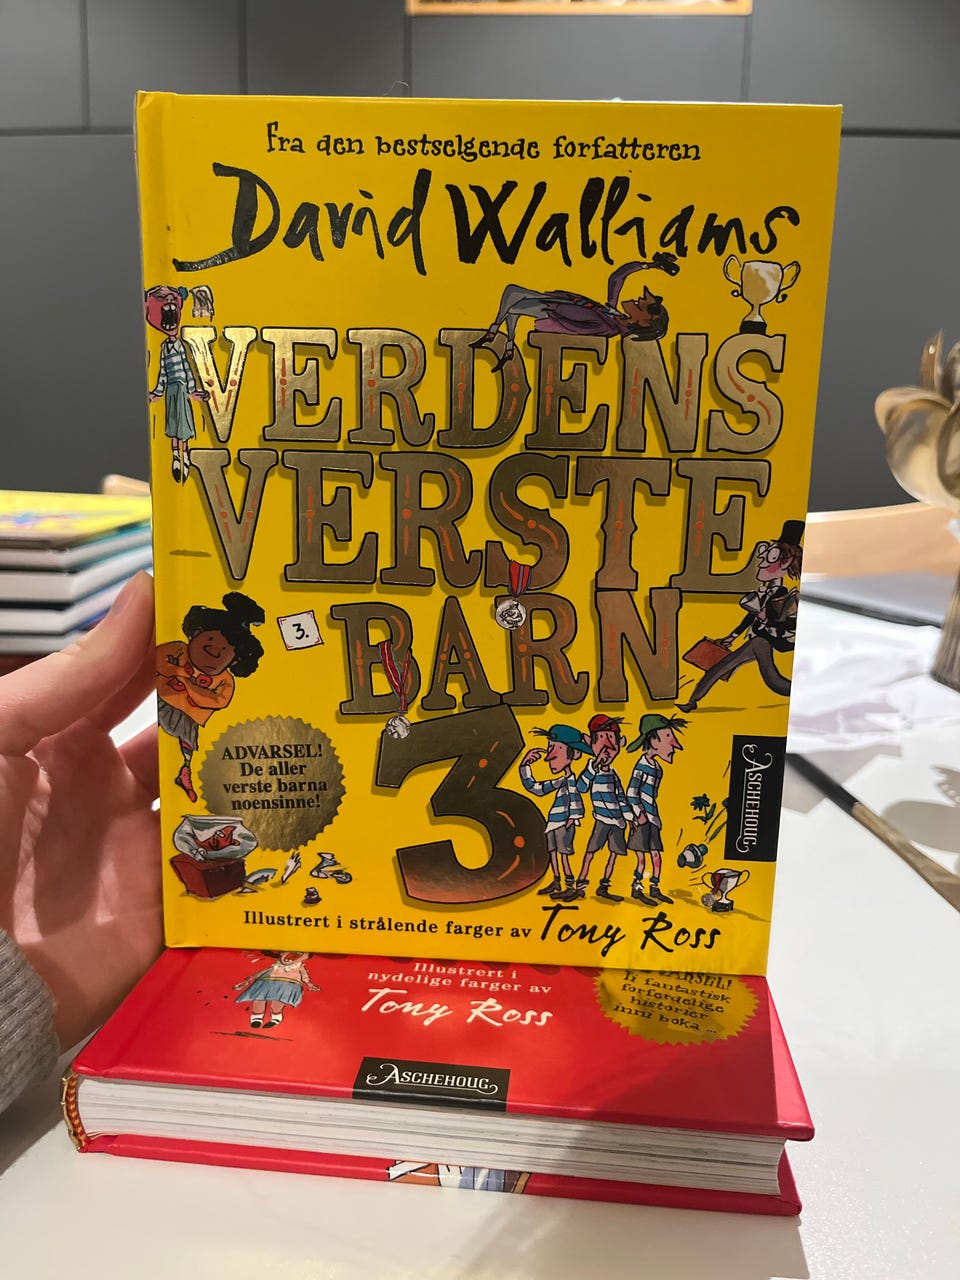 Fra den bestselgende forfatteren
David Walliams
VERDENS
VERSTE
BARN
3
3.
ADVARSEL!
De aller
verste barna
noensinne!
ASCHEHOUG
Illustrert i strålende farger av Tony Ross
Illustrert i
nydelige farger av
Tony Ross
fantastisk
forferdelige
historier
inni boka ...
ASCHEHOUG